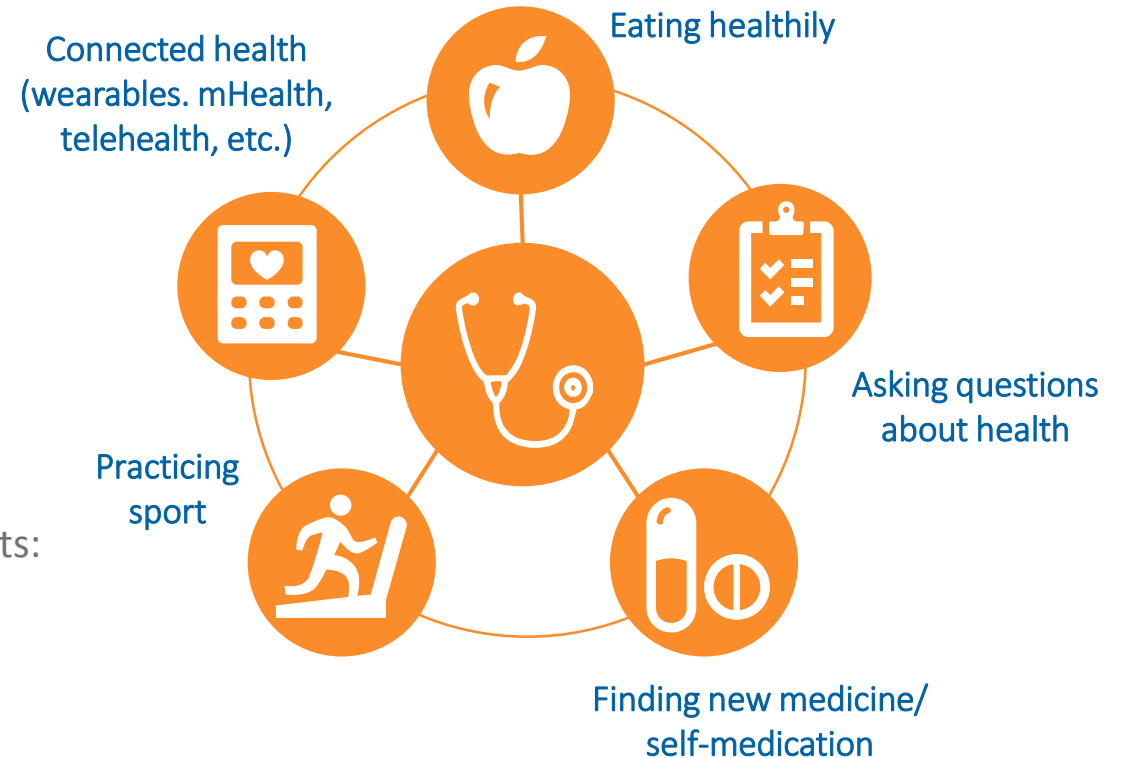 Eating healthily
Connected health
(wearables. mHealth,
telehealth, etc.)
Asking questions
about health
Practicing
sport
ts:
Finding new medicine/
self-medication